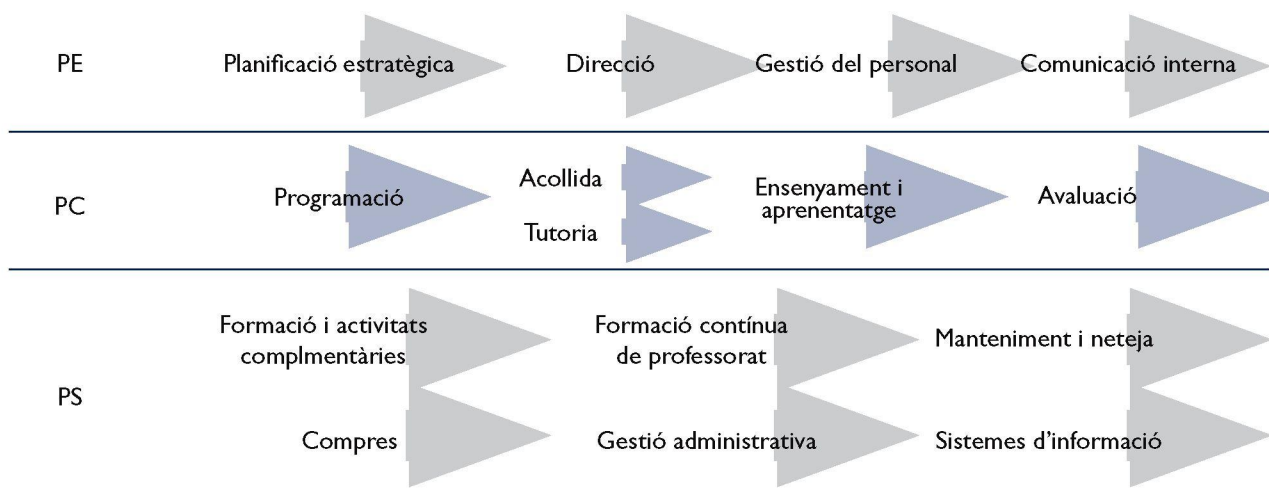 PE
Planificació estratègica
Direcció
Gestió del personal
Comunicació interna
PC
Programació
Acollida
Tutoria
Ensenyament i
aprenentatge
Avaluació
PS
Formació i activitats
complmentàries
Formació contínua
de professorat
Manteniment i neteja
Compres
Gestió administrativa
Sistemes d'informació